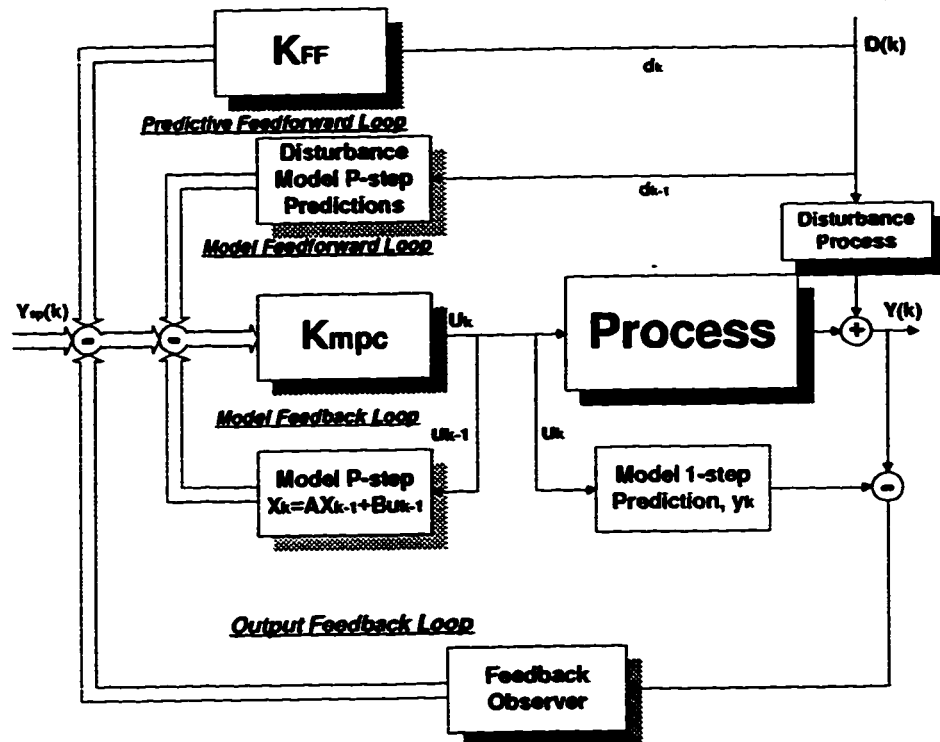 KFF
D(k)
dk
Predictive Feedforward Loop
Disturbance
Model P-step
Predictions
dk-1
Disturbance
Process
Model Feedforward Loop
Ysp(k)
Kmpc
Uk
Process
Y(k)
Model Feedback Loop
Uk-1
Uk
Model P-step
Xk=AXk-1+Buk-1
Model 1-step
Prediction, yk
Output Feedback Loop
Feedback
Observer